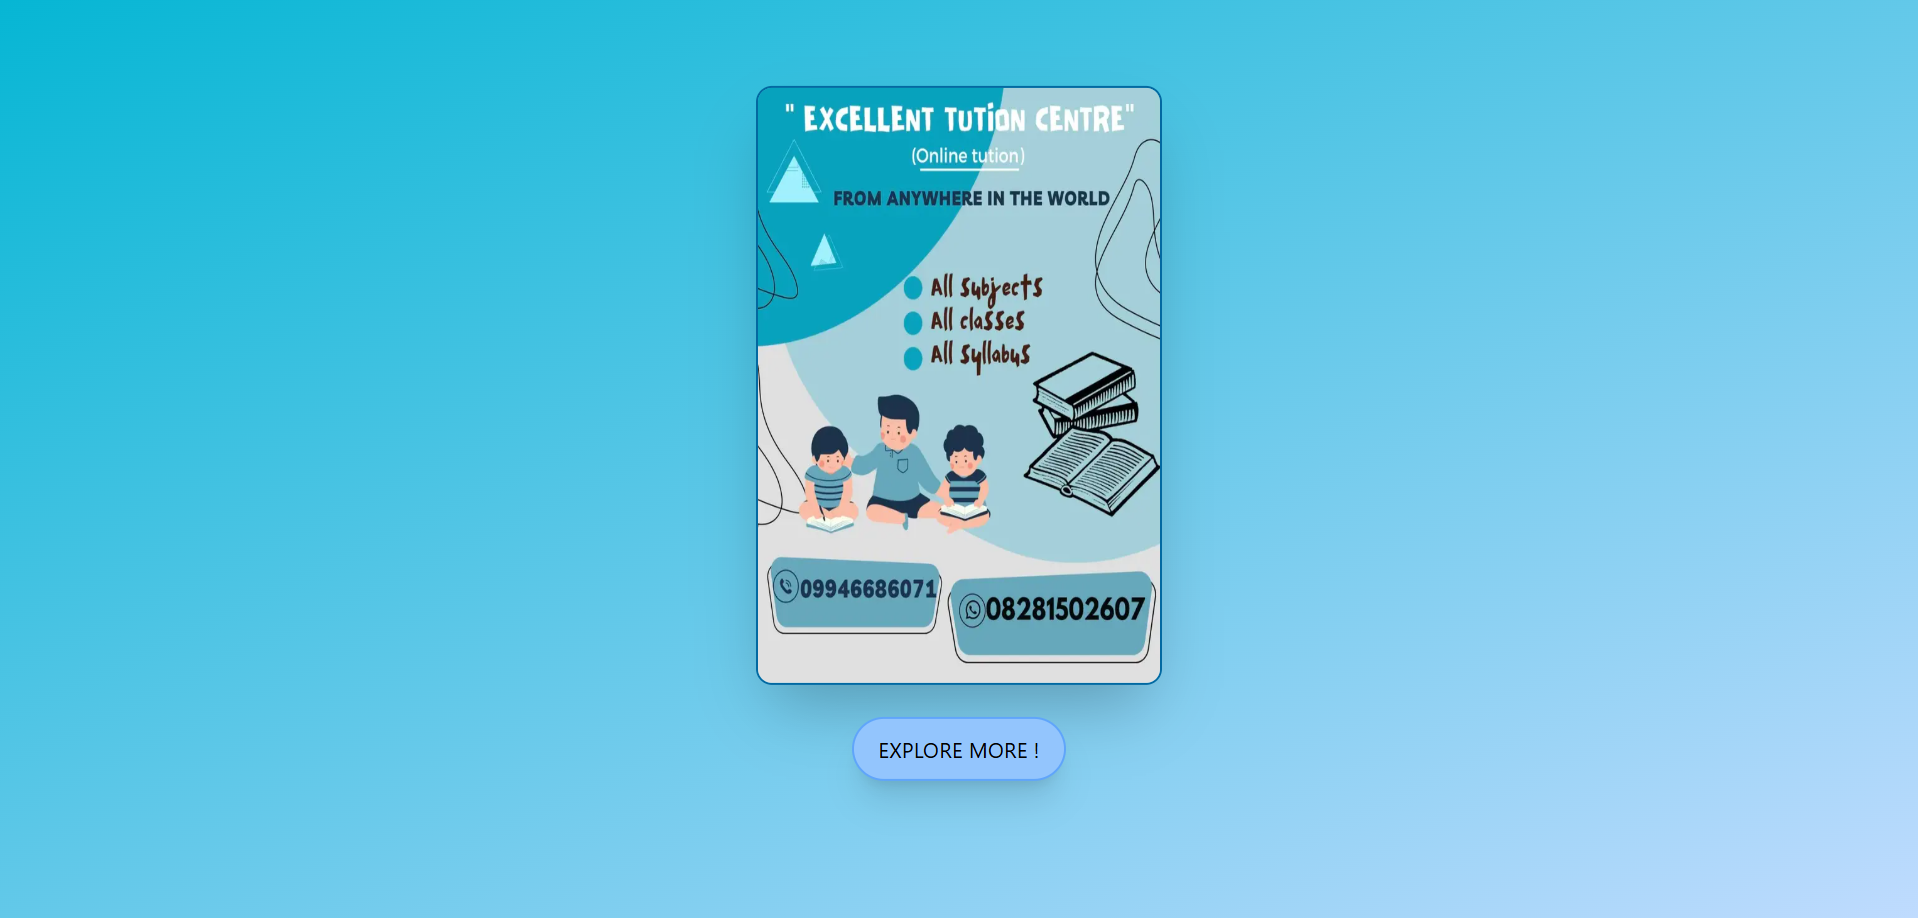 " EXCELLENT TUTION CENTRE"
(Online tution)
FROM ANYWHERE IN THE WORLD
All subjects
All classes
All syllabus
09946686071
08281502607
EXPLORE MORE !